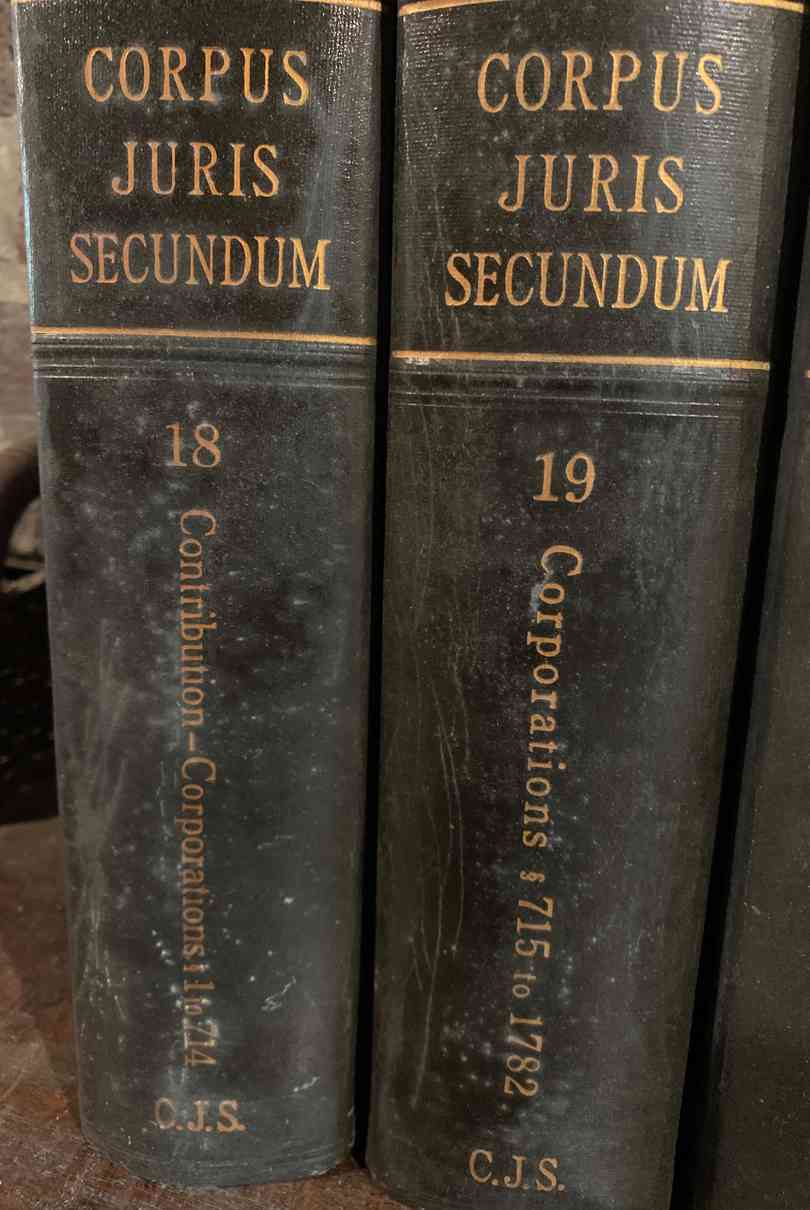 CORPUS
JURIS
SECUNDUM
18
Contribution-Corporations § 1 to 714
C.J.S.
CORPUS
JURIS
SECUNDUM
19
Corporations § 715 to 1782
C.J.S.